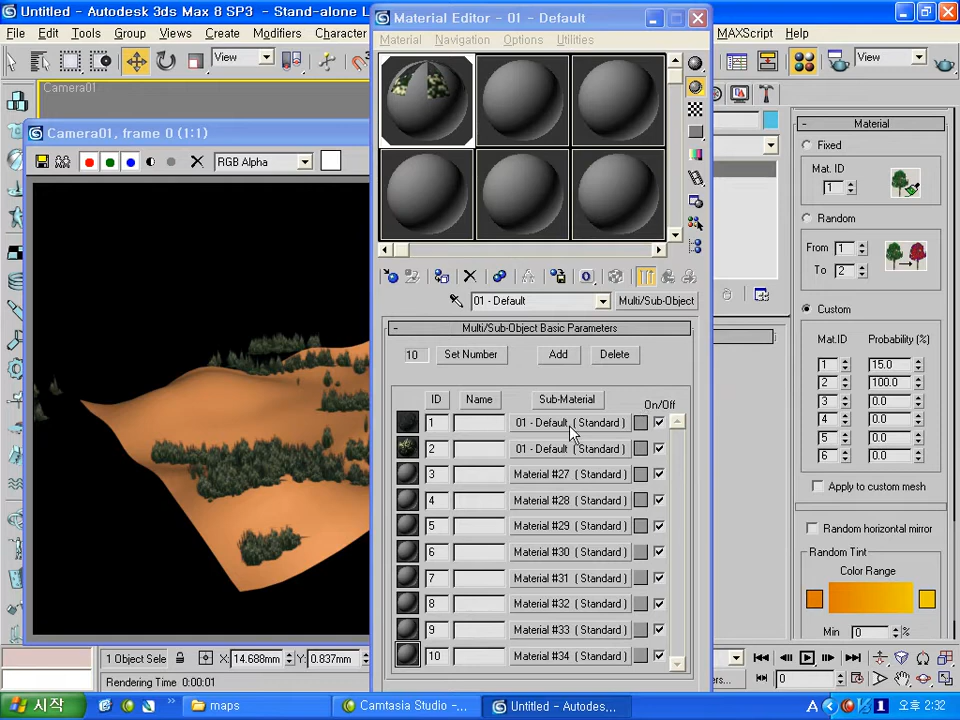 Untitled - Autodesk 3ds Max 8 SP3 - Stand-alone L
Material Editor - 01 - Default
File Edit Tools Group Views Create Modifiers Character
Material Navigation Options Utilities
MAXScript Help
View
View
Camera01
Camera01, frame 0 (1:1)
RGB Alpha
01 - Default
Multi/Sub-Object
Multi/Sub-Object Basic Parameters
10 Set Number Add Delete
ID Name Sub-Material On/Off
1 01 - Default ( Standard )
2 01 - Default ( Standard )
3 Material #27 ( Standard )
4 Material #28 ( Standard )
5 Material #29 ( Standard )
6 Material #30 ( Standard )
7 Material #31 ( Standard )
8 Material #32 ( Standard )
9 Material #33 ( Standard )
10 Material #34 ( Standard )
Material
Fixed
Mat. ID
1
Random
From 1
To 2
Custom
Mat.ID Probability (%)
1 15.0
2 100.0
3 0.0
4 0.0
5 0.0
6 0.0
Apply to custom mesh
Random horizontal mirror
Random Tint
Color Range
Min 0 %
1 Object Sele X: 14.688mm Y: 0.837mm
Rendering Time 0:00:01
ers...
0
시작
maps
Camtasia Studio - ...
Untitled - Autodes...
A
오후 2:32